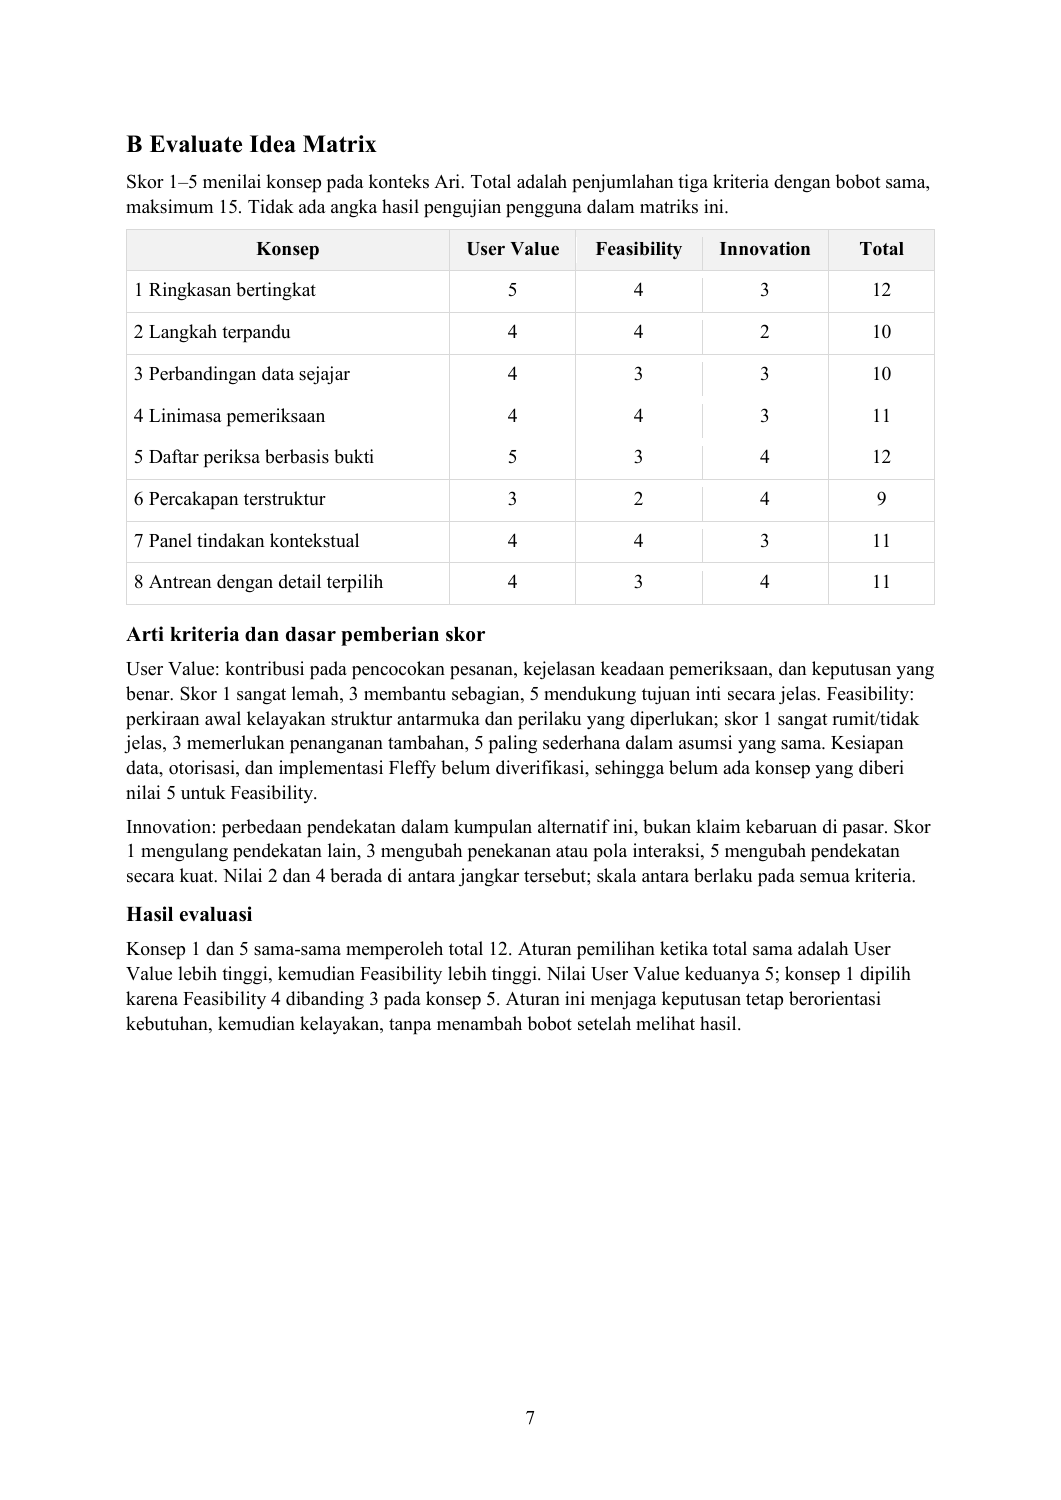 B Evaluate Idea Matrix
Skor 1–5 menilai konsep pada konteks Ari. Total adalah penjumlahan tiga kriteria dengan bobot sama,
maksimum 15. Tidak ada angka hasil pengujian pengguna dalam matriks ini.
Konsep User Value Feasibility Innovation Total
1 Ringkasan bertingkat 5 4 3 12
2 Langkah terpandu 4 4 2 10
3 Perbandingan data sejajar 4 3 3 10
4 Linimasa pemeriksaan 4 4 3 11
5 Daftar periksa berbasis bukti 5 3 4 12
6 Percakapan terstruktur 3 2 4 9
7 Panel tindakan kontekstual 4 4 3 11
8 Antrean dengan detail terpilih 4 3 4 11
Arti kriteria dan dasar pemberian skor
User Value: kontribusi pada pencocokan pesanan, kejelasan keadaan pemeriksaan, dan keputusan yang
benar. Skor 1 sangat lemah, 3 membantu sebagian, 5 mendukung tujuan inti secara jelas. Feasibility:
perkiraan awal kelayakan struktur antarmuka dan perilaku yang diperlukan; skor 1 sangat rumit/tidak
jelas, 3 memerlukan penanganan tambahan, 5 paling sederhana dalam asumsi yang sama. Kesiapan
data, otorisasi, dan implementasi Fleffy belum diverifikasi, sehingga belum ada konsep yang diberi
nilai 5 untuk Feasibility.
Innovation: perbedaan pendekatan dalam kumpulan alternatif ini, bukan klaim kebaruan di pasar. Skor
1 mengulang pendekatan lain, 3 mengubah penekanan atau pola interaksi, 5 mengubah pendekatan
secara kuat. Nilai 2 dan 4 berada di antara jangkar tersebut; skala antara berlaku pada semua kriteria.
Hasil evaluasi
Konsep 1 dan 5 sama-sama memperoleh total 12. Aturan pemilihan ketika total sama adalah User
Value lebih tinggi, kemudian Feasibility lebih tinggi. Nilai User Value keduanya 5; konsep 1 dipilih
karena Feasibility 4 dibanding 3 pada konsep 5. Aturan ini menjaga keputusan tetap berorientasi
kebutuhan, kemudian kelayakan, tanpa menambah bobot setelah melihat hasil.
7